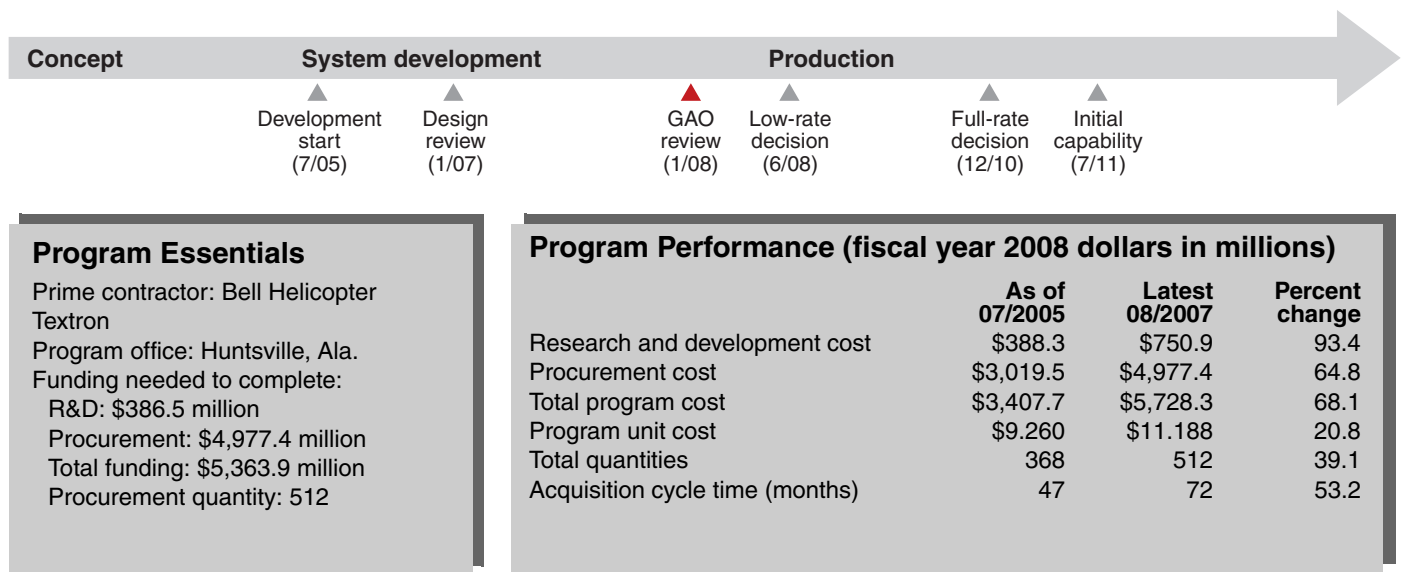 Concept System development Production
Development start (7/05)
Design review (1/07)
GAO review (1/08)
Low-rate decision (6/08)
Full-rate decision (12/10)
Initial capability (7/11)
Program Essentials
Prime contractor: Bell Helicopter
Textron
Program office: Huntsville, Ala.
Funding needed to complete:
R&D: $386.5 million
Procurement: $4,977.4 million
Total funding: $5,363.9 million
Procurement quantity: 512
Program Performance (fiscal year 2008 dollars in millions)
As of Latest Percent
07/2005 08/2007 change
Research and development cost $388.3 $750.9 93.4
Procurement cost $3,019.5 $4,977.4 64.8
Total program cost $3,407.7 $5,728.3 68.1
Program unit cost $9.260 $11.188 20.8
Total quantities 368 512 39.1
Acquisition cycle time (months) 47 72 53.2